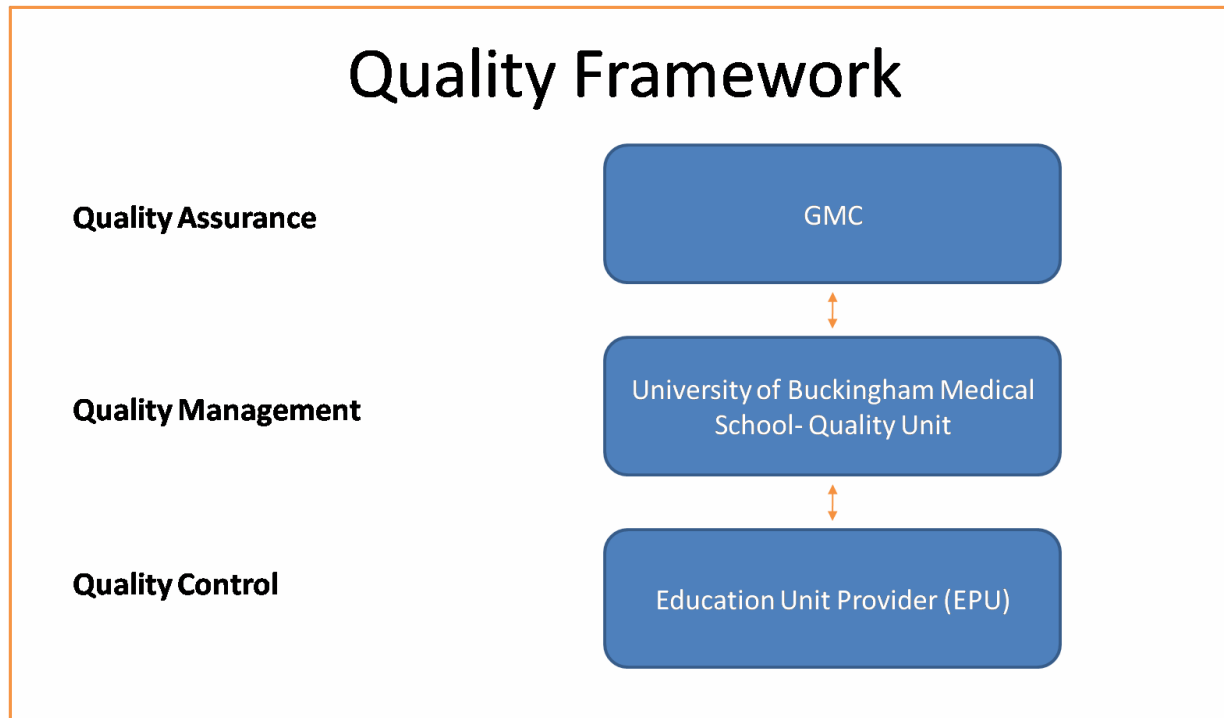 Quality Framework
Quality Assurance
GMC
Quality Management
University of Buckingham Medical
School- Quality Unit
Quality Control
Education Unit Provider (EPU)